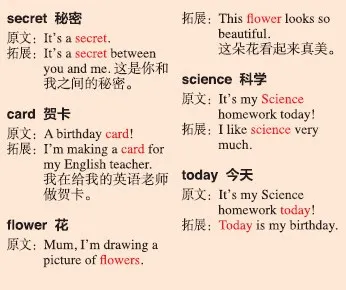 secret 秘密
原文：It's a secret.
拓展：It's a secret between
you and me. 这是你和
我之间的秘密。
card 贺卡
原文：A birthday card!
拓展：I'm making a card for
my English teacher.
我在给我的英语老师
做贺卡。
flower 花
原文：Mum, I'm drawing a
picture of flowers.
拓展：This flower looks so
beautiful.
这朵花看起来真美。
science 科学
原文：It's my Science
homework today!
拓展：I like science very
much.
today 今天
原文：It's my Science
homework today!
拓展：Today is my birthday.